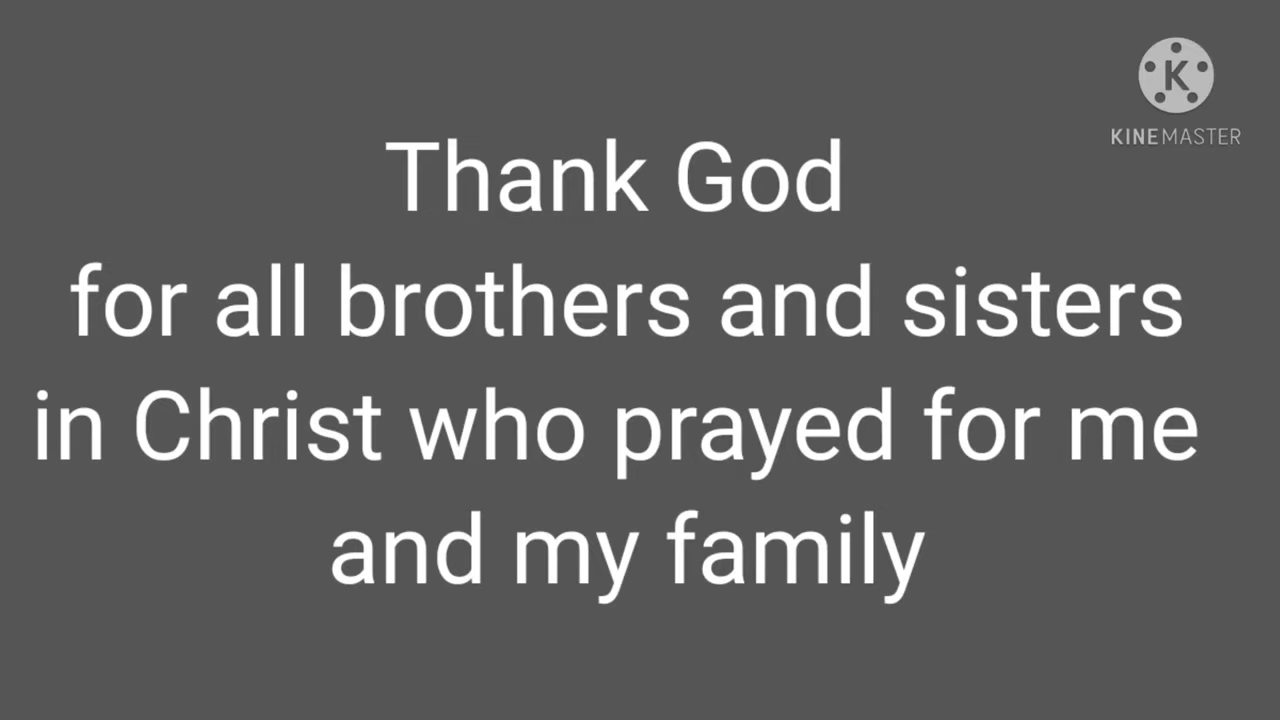 K
KINEMASTER
Thank God
for all brothers and sisters
in Christ who prayed for me
and my family